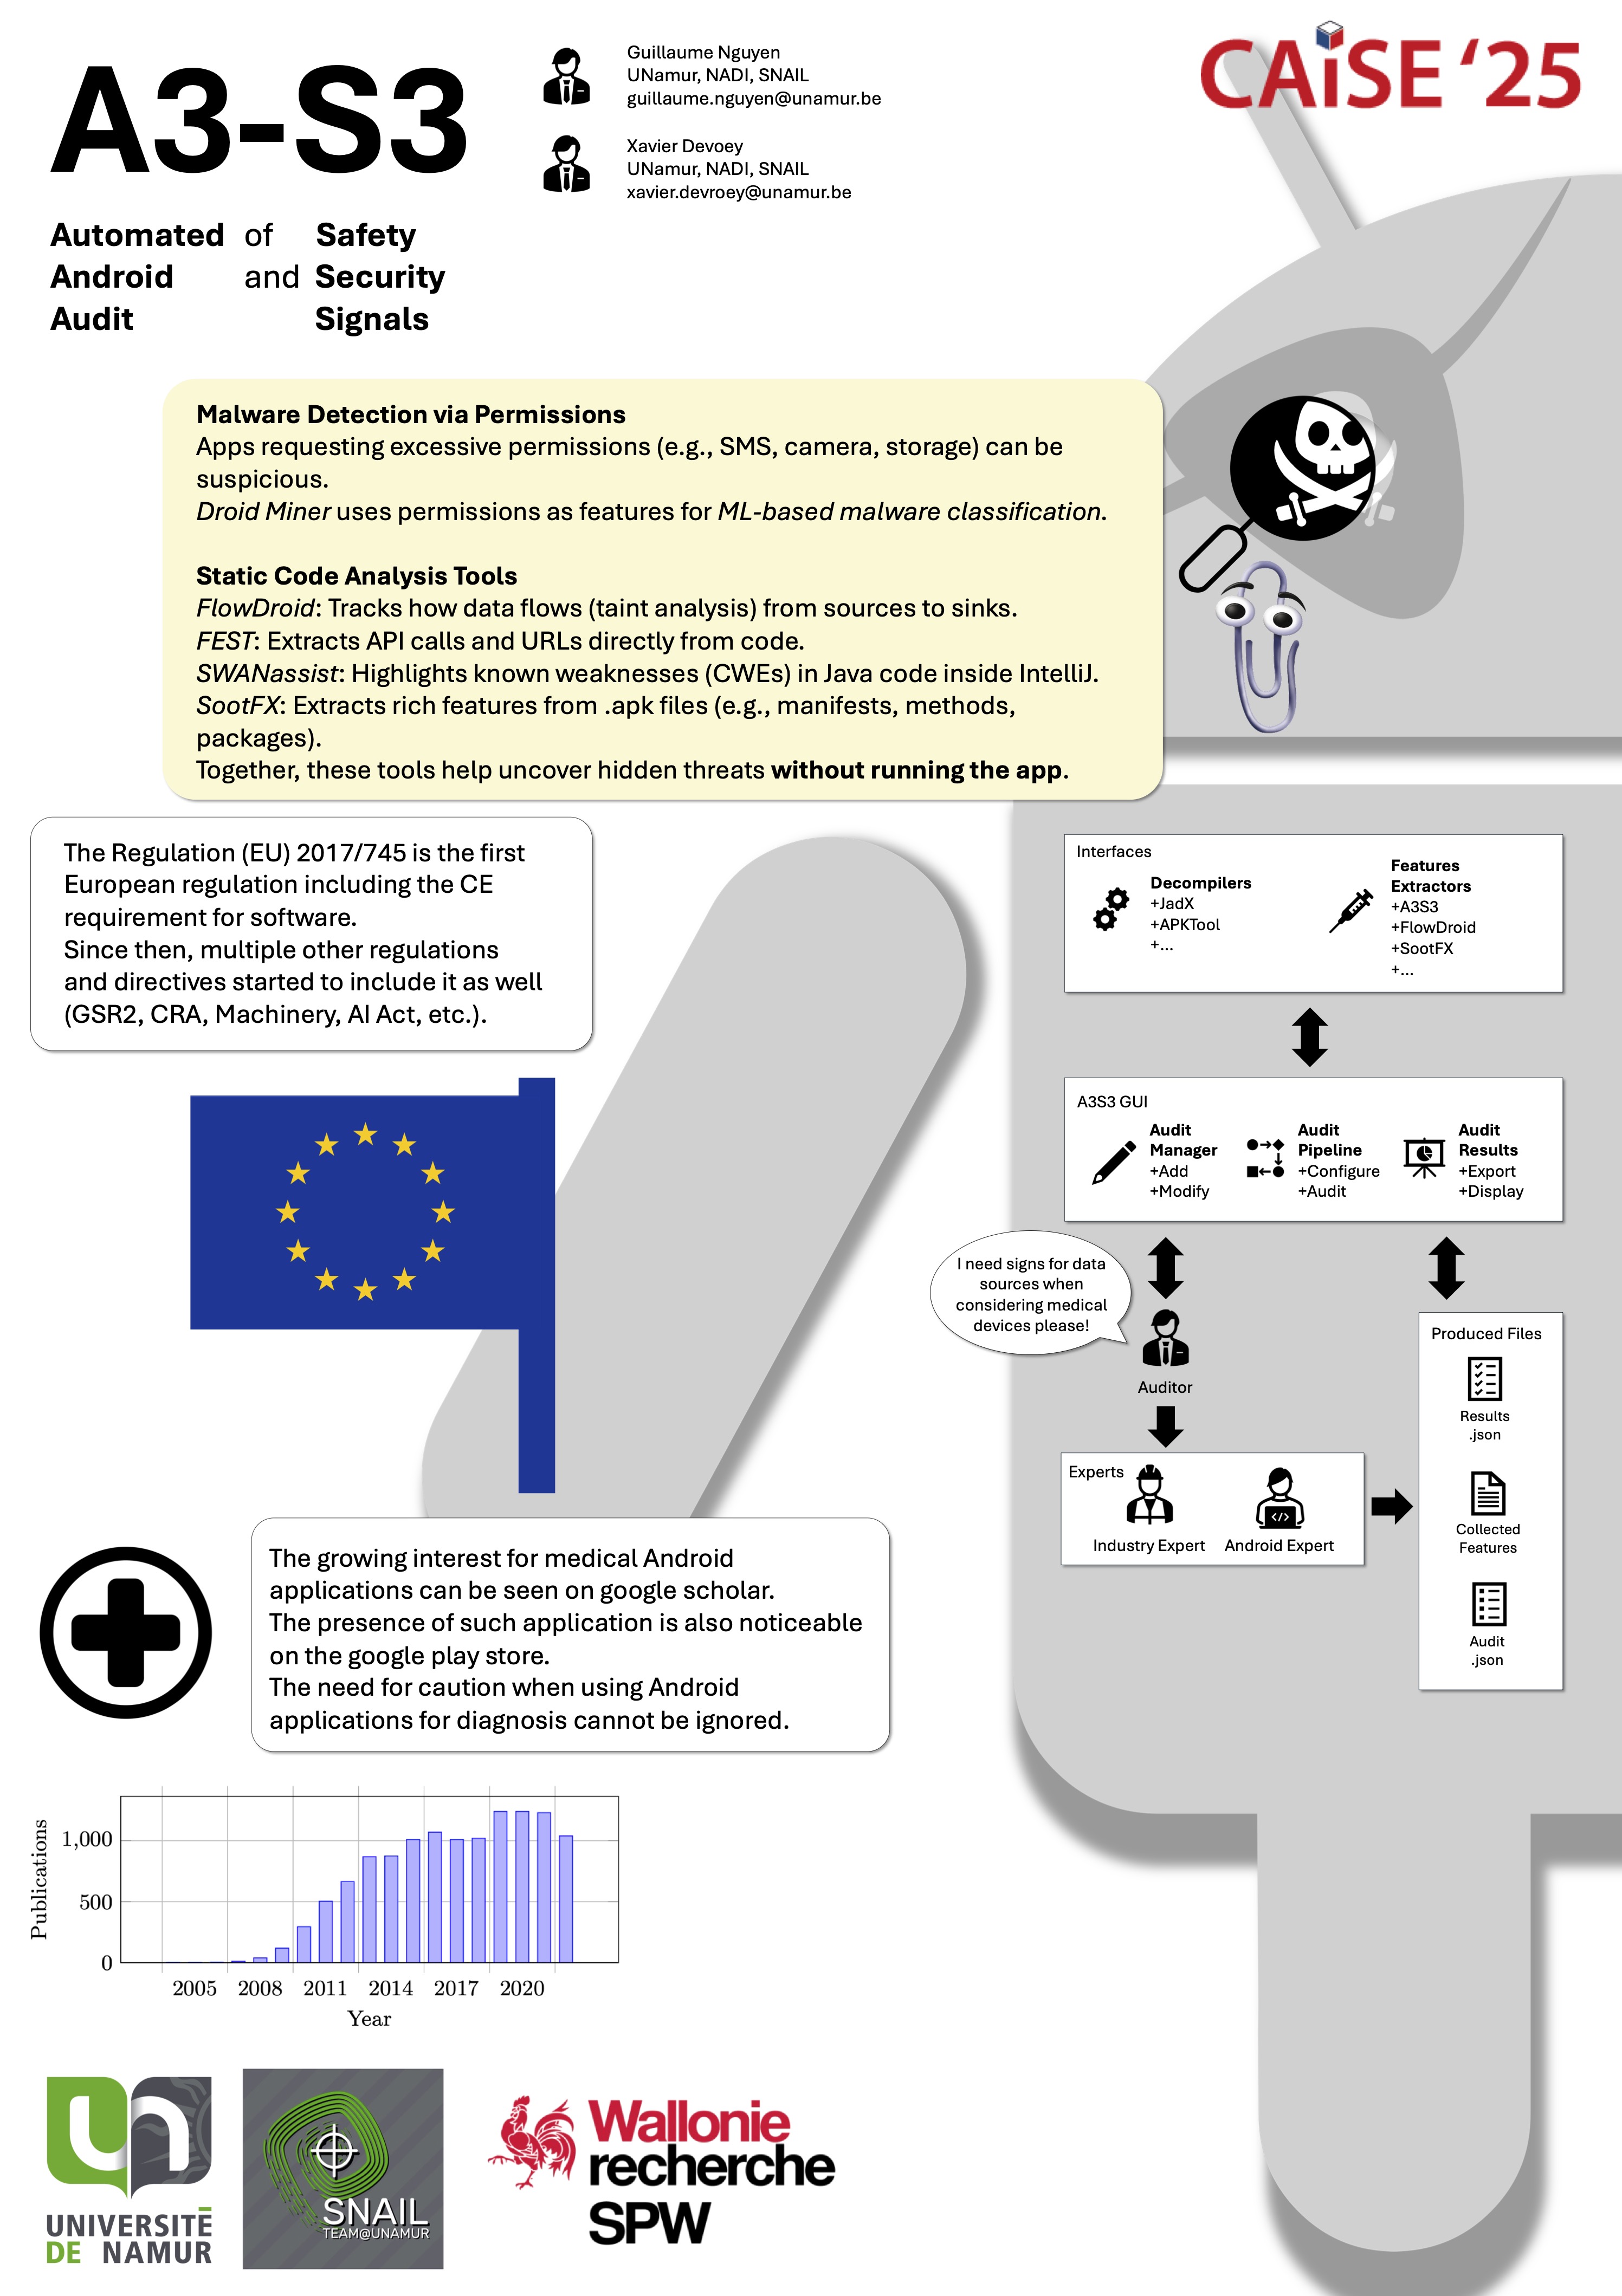 A3-S3
Guillaume Nguyen
UNamur, NADI, SNAIL
guillaume.nguyen@unamur.be
Xavier Devoey
UNamur, NADI, SNAIL
xavier.devroey@unamur.be
CAiSE ‘25
Automated of Safety
Android and Security
Audit Signals
Malware Detection via Permissions
Apps requesting excessive permissions (e.g., SMS, camera, storage) can be
suspicious.
Droid Miner uses permissions as features for ML-based malware classification.
Static Code Analysis Tools
FlowDroid: Tracks how data flows (taint analysis) from sources to sinks.
FEST: Extracts API calls and URLs directly from code.
SWANassist: Highlights known weaknesses (CWEs) in Java code inside IntelliJ.
SootFX: Extracts rich features from .apk files (e.g., manifests, methods,
packages).
Together, these tools help uncover hidden threats without running the app.
The Regulation (EU) 2017/745 is the first
European regulation including the CE
requirement for software.
Since then, multiple other regulations
and directives started to include it as well
(GSR2, CRA, Machinery, AI Act, etc.).
Interfaces
Decompilers
+JadX
+APKTool
+...
Features
Extractors
+A3S3
+FlowDroid
+SootFX
+...
A3S3 GUI
Audit
Manager
+Add
+Modify
Audit
Pipeline
+Configure
+Audit
Audit
Results
+Export
+Display
I need signs for data
sources when
considering medical
devices please!
Auditor
Experts
Industry Expert
Android Expert
Produced Files
Results
.json
Collected
Features
Audit
.json
The growing interest for medical Android
applications can be seen on google scholar.
The presence of such application is also noticeable
on the google play store.
The need for caution when using Android
applications for diagnosis cannot be ignored.
Publications
1,000
500
0
2005 2008 2011 2014 2017 2020
Year
un
UNIVERSITÉ
DE NAMUR
SNAIL
TEAM@UNAMUR
Wallonie
recherche
SPW